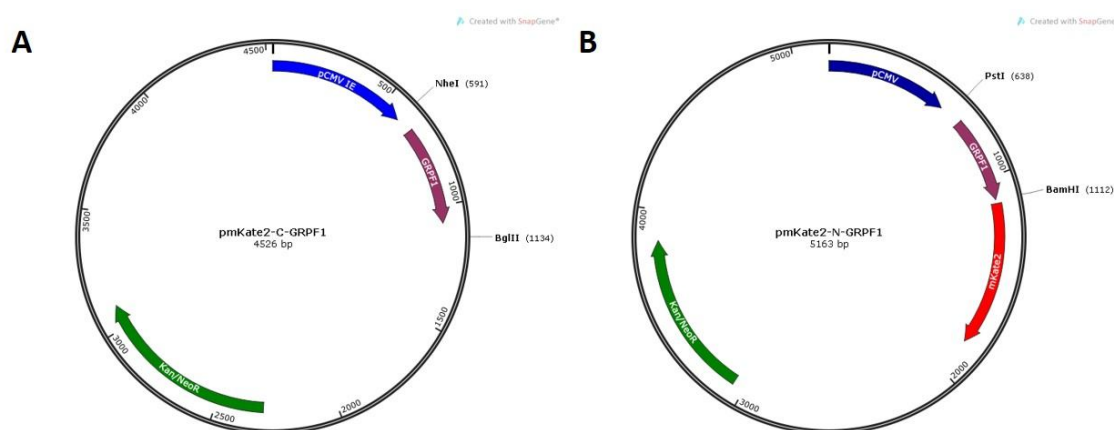 Created with SnapGene®
Created with SnapGene
A
B
4500
pCMV IE
500
NheI (591)
GRPF1
1000
BglII (1134)
1500
2000
2500
Kan/NeoR
3000
3500
4000
pmKate2-C-GRPF1
4526 bp
5000
pCMV
PstI (638)
GRPF1
1000
BamHI (1112)
mKate2
2000
3000
Kan/NeoR
4000
pmKate2-N-GRPF1
5163 bp